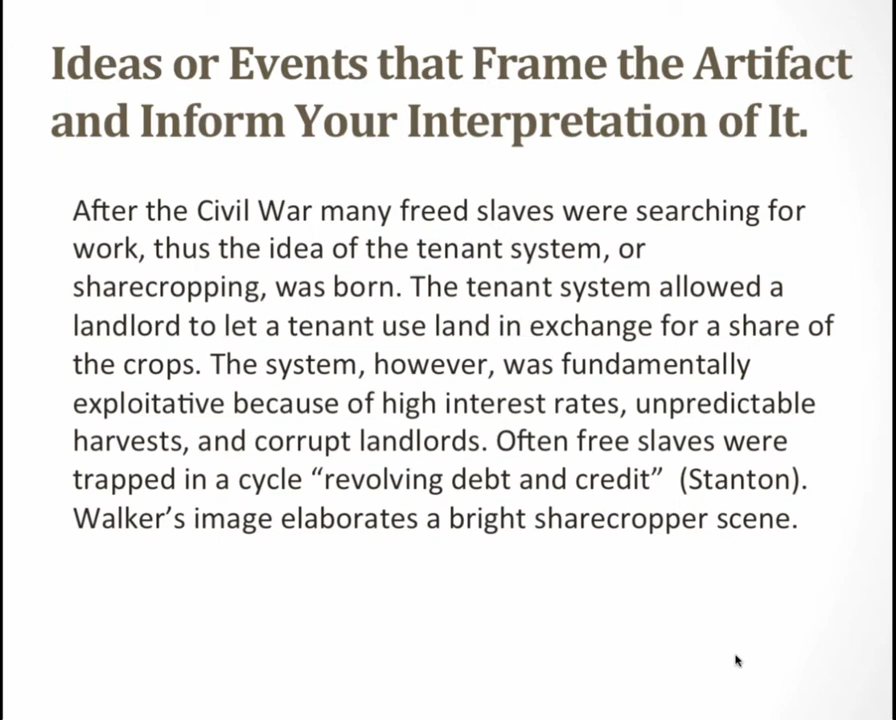 Ideas or Events that Frame the Artifact
and Inform Your Interpretation of It.
After the Civil War many freed slaves were searching for
work, thus the idea of the tenant system, or
sharecropping, was born. The tenant system allowed a
landlord to let a tenant use land in exchange for a share of
the crops. The system, however, was fundamentally
exploitative because of high interest rates, unpredictable
harvests, and corrupt landlords. Often free slaves were
trapped in a cycle “revolving debt and credit”  (Stanton).
Walker’s image elaborates a bright sharecropper scene.